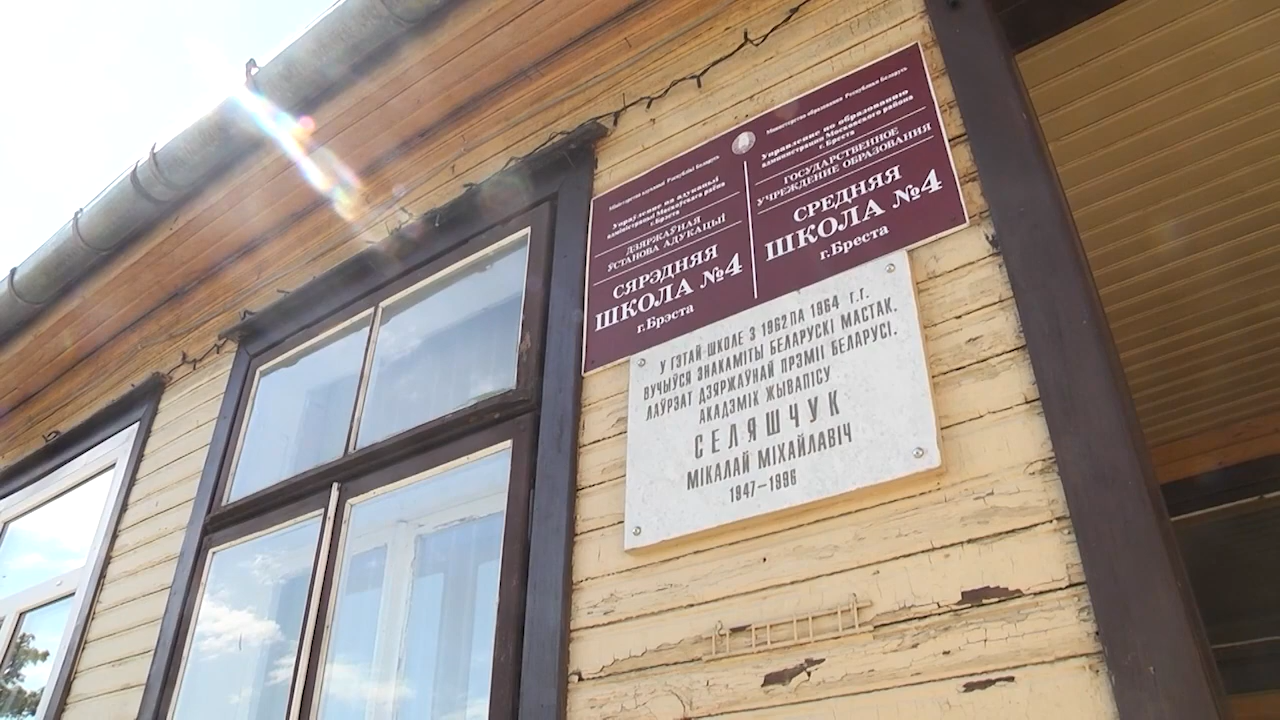 Міністэрства адукацыі Рэспублікі Беларусь
Упраўленне па адукацыі
адміністрацыі Маскоўскага раёна
г.Брэста
ДЗЯРЖАЎНАЯ
ЎСТАНОВА АДУКАЦЫІ
СЯРЭДНЯЯ
ШКОЛА №4
г.Брэста
Министерство образования Республики Беларусь
Управление по образованию
администрации Московского района
г. Бреста
ГОСУДАРСТВЕННОЕ
УЧРЕЖДЕНИЕ ОБРАЗОВАНИЯ
СРЕДНЯЯ
ШКОЛА №4
г.Бреста
У ГЭТАЙ ШКОЛЕ З 1962 ПА 1964 Г.Г.
ВУЧЫЎСЯ ЗНАКАМІТЫ БЕЛАРУСКІ МАСТАК,
ЛАЎРЭАТ ДЗЯРЖАЎНАЙ ПРЭМІІ БЕЛАРУСІ,
АКАДЭМІК ЖЫВАПІСУ
СЕЛЯШЧУК
МІКАЛАЙ МІХАЙЛАВІЧ
1947–1996